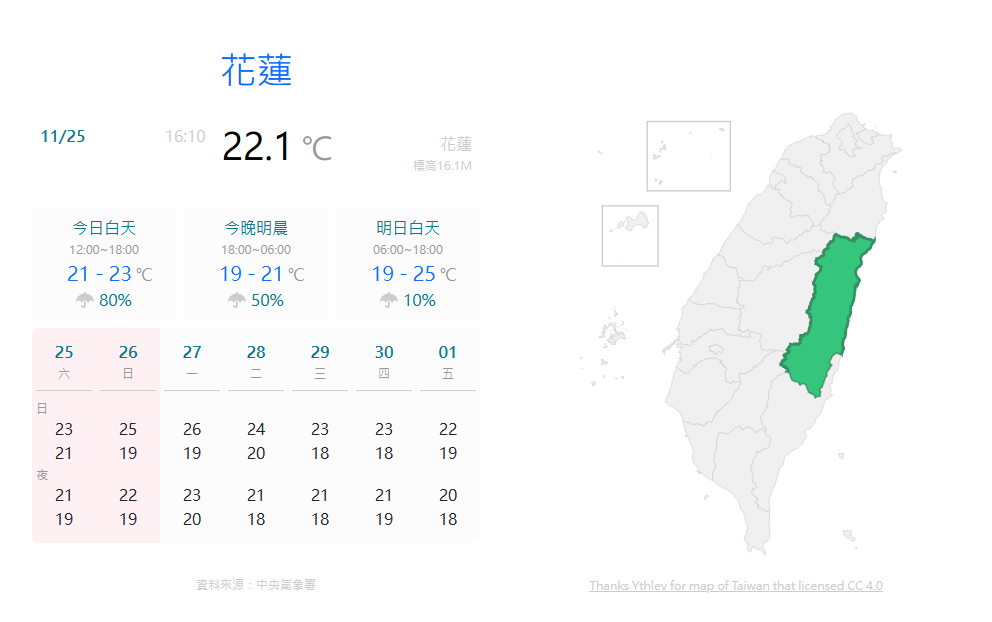 花蓮
11/25
16:10
22.1 ℃
花蓮
標高16.1M
今日白天
12:00~18:00
21 - 23 ℃
80%
今晚明晨
18:00~06:00
19 - 21 ℃
50%
明日白天
06:00~18:00
19 - 25 ℃
10%
25 26 27 28 29 30 01
六 日 一 二 三 四 五
日
23 25 26 24 23 23 22
21 19 19 20 18 18 19
夜
21 22 23 21 21 21 20
19 19 20 18 18 19 18
資料來源：中央氣象署
Thanks Ythlev for map of Taiwan that licensed CC 4.0